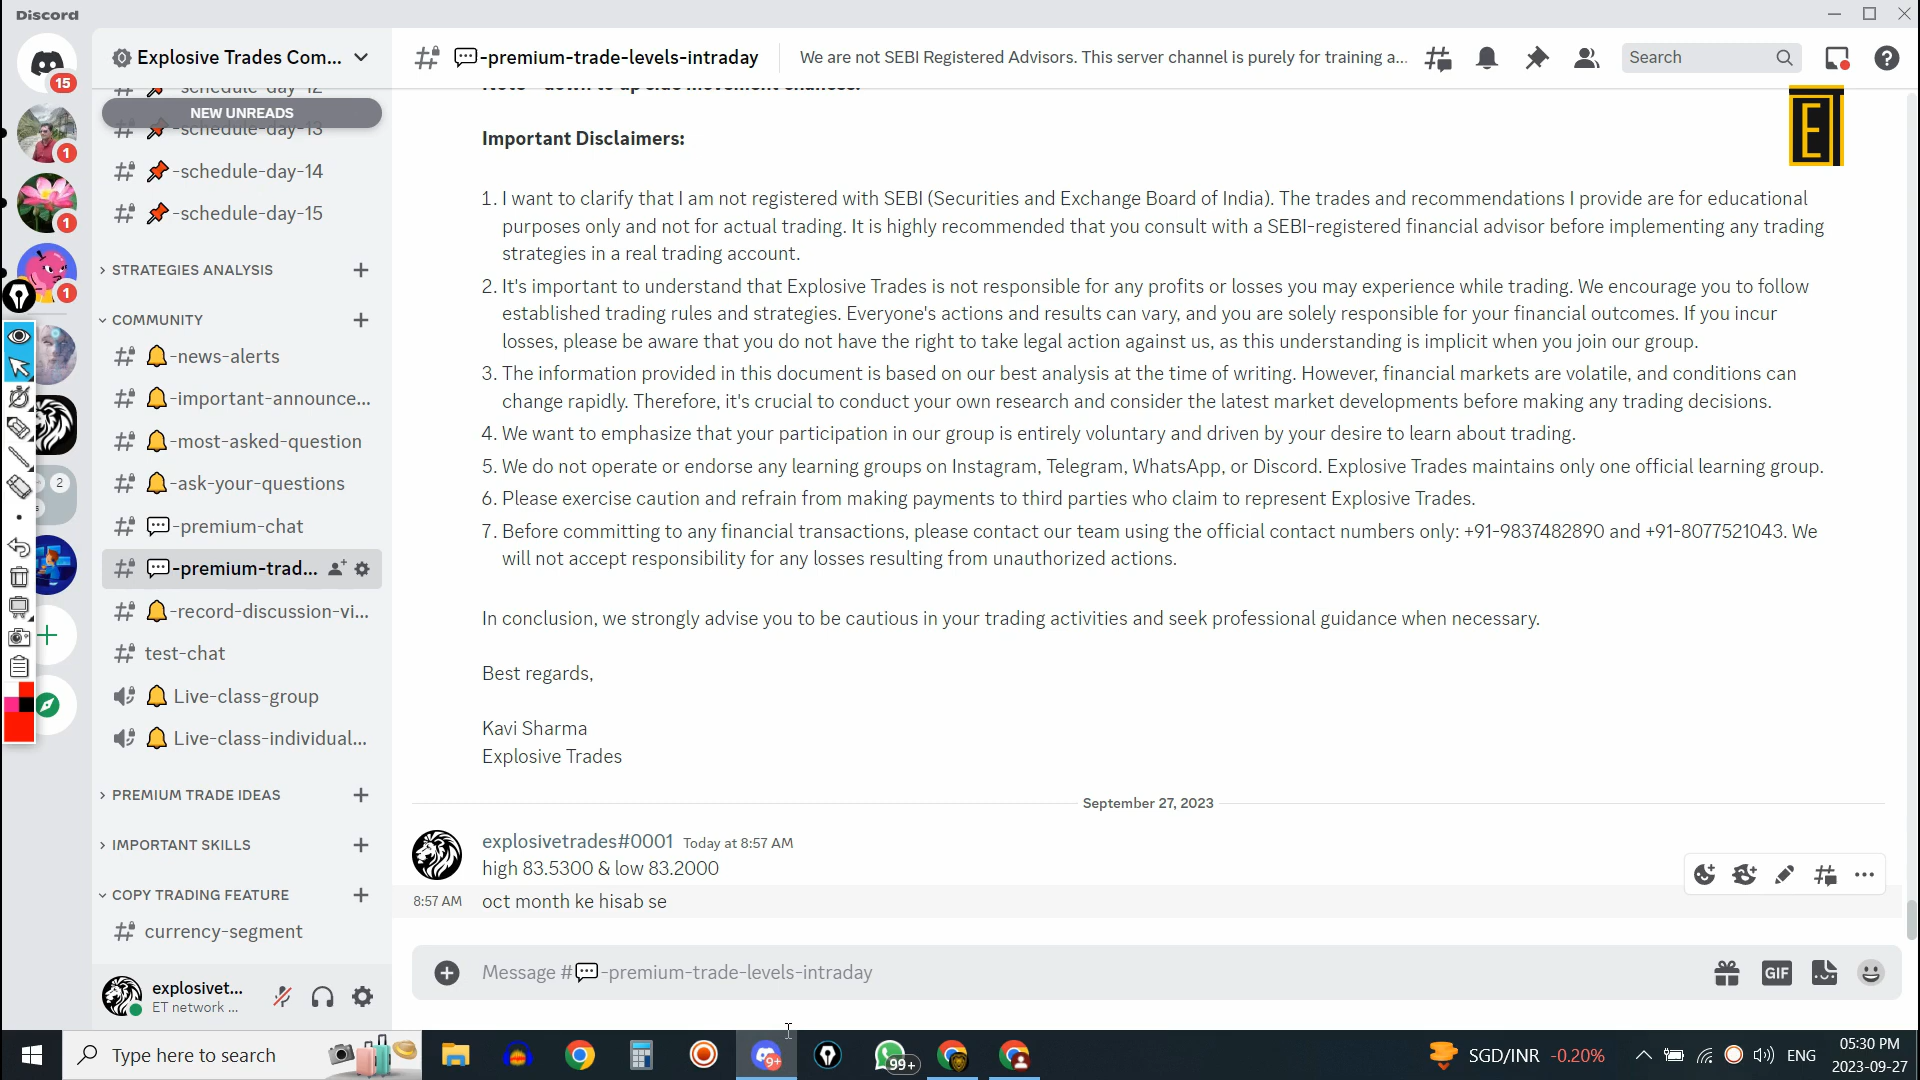 Discord
Explosive Trades Com...
-premium-trade-levels-intraday
We are not SEBI Registered Advisors. This server channel is purely for training a...
Search
15
1
1
1
2
NEW UNREADS
-schedule-day-12
-schedule-day-13
-schedule-day-14
-schedule-day-15
STRATEGIES ANALYSIS
COMMUNITY
-news-alerts
-important-announce...
-most-asked-question
-ask-your-questions
-premium-chat
-premium-trad...
-record-discussion-vi...
test-chat
Live-class-group
Live-class-individual...
PREMIUM TRADE IDEAS
IMPORTANT SKILLS
COPY TRADING FEATURE
currency-segment
explosivet...
ET network ...
Important Disclaimers:
1. I want to clarify that I am not registered with SEBI (Securities and Exchange Board of India). The trades and recommendations I provide are for educational
purposes only and not for actual trading. It is highly recommended that you consult with a SEBI-registered financial advisor before implementing any trading
strategies in a real trading account.
2. It's important to understand that Explosive Trades is not responsible for any profits or losses you may experience while trading. We encourage you to follow
established trading rules and strategies. Everyone's actions and results can vary, and you are solely responsible for your financial outcomes. If you incur
losses, please be aware that you do not have the right to take legal action against us, as this understanding is implicit when you join our group.
3. The information provided in this document is based on our best analysis at the time of writing. However, financial markets are volatile, and conditions can
change rapidly. Therefore, it's crucial to conduct your own research and consider the latest market developments before making any trading decisions.
4. We want to emphasize that your participation in our group is entirely voluntary and driven by your desire to learn about trading.
5. We do not operate or endorse any learning groups on Instagram, Telegram, WhatsApp, or Discord. Explosive Trades maintains only one official learning group.
6. Please exercise caution and refrain from making payments to third parties who claim to represent Explosive Trades.
7. Before committing to any financial transactions, please contact our team using the official contact numbers only: +91-9837482890 and +91-8077521043. We
will not accept responsibility for any losses resulting from unauthorized actions.
In conclusion, we strongly advise you to be cautious in your trading activities and seek professional guidance when necessary.
Best regards,
Kavi Sharma
Explosive Trades
September 27, 2023
explosivetrades#0001 Today at 8:57 AM
high 83.5300 & low 83.2000
8:57 AM oct month ke hisab se
Message #-premium-trade-levels-intraday
GIF
ET
Type here to search
9+
99+
SGD/INR -0.20%
ENG
05:30 PM
2023-09-27